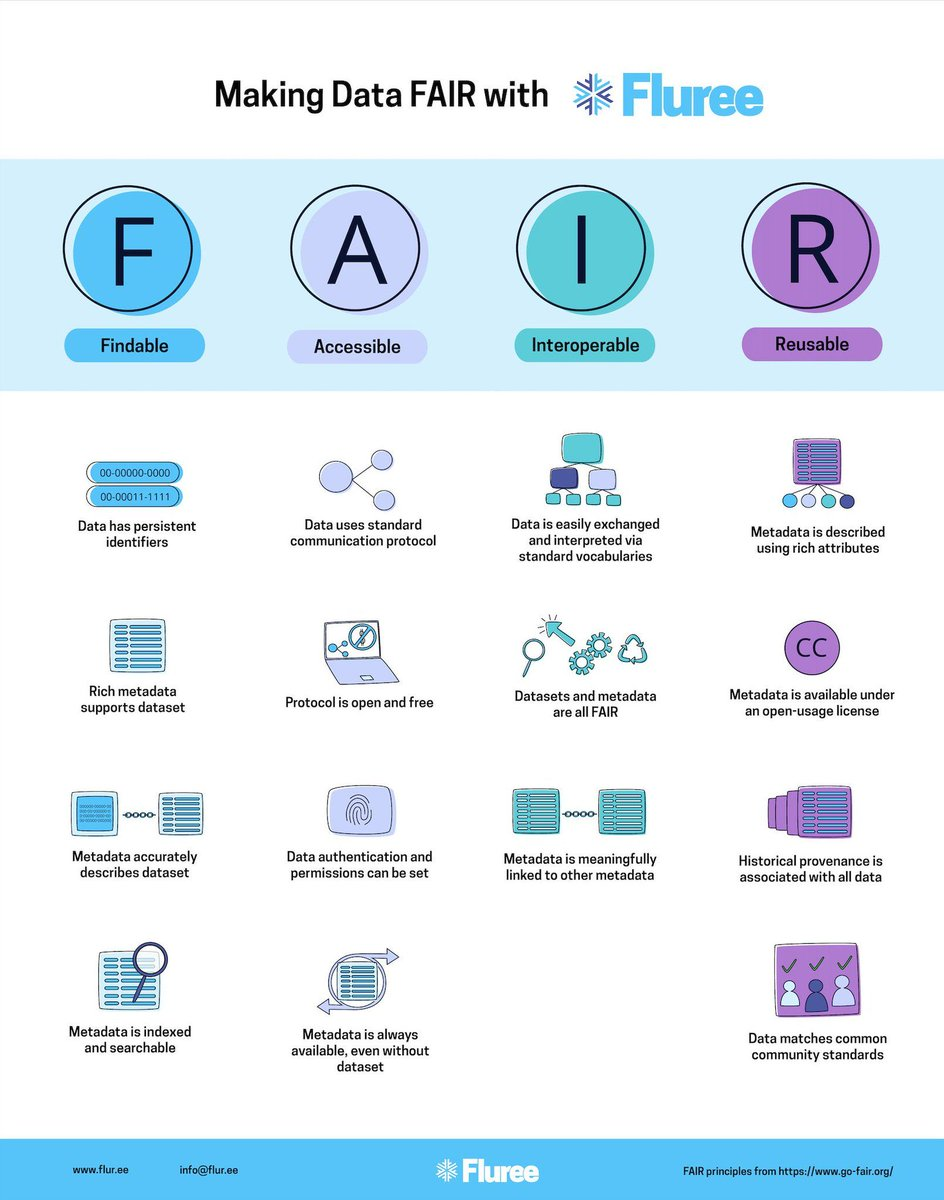 Making Data FAIR with Fluree
F
A
I
R
Findable
Accessible
Interoperable
Reusable
00-00000-0000
00-00011-1111
Data has persistent
identifiers
Data uses standard
communication protocol
Data is easily exchanged
and interpreted via
standard vocabularies
Metadata is described
using rich attributes
Rich metadata
supports dataset
Protocol is open and free
Datasets and metadata
are all FAIR
CC
Metadata is available under
an open-usage license
Metadata accurately
describes dataset
Data authentication and
permissions can be set
Metadata is meaningfully
linked to other metadata
Historical provenance is
associated with all data
Metadata is indexed
and searchable
Metadata is always
available, even without
dataset
Data matches common
community standards
www.flur.ee
info@flur.ee
Fluree
FAIR principles from https://www.go-fair.org/